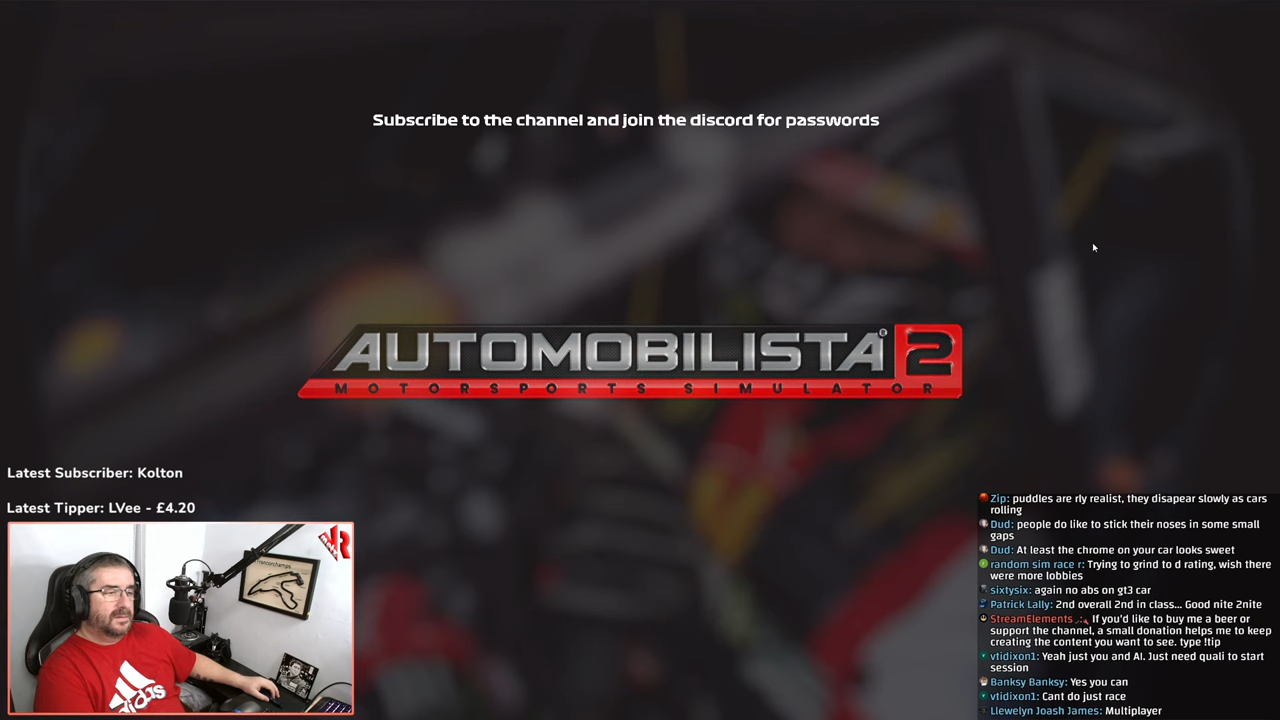 Subscribe to the channel and join the discord for passwords
AUTOMOBILISTA® 2
MOTORSPORTS SIMULATOR
Latest Subscriber: Kolton
Latest Tipper: LVee - £4.20
Francorchamps
adidas
Zip: puddles are rly realist, they disapear slowly as cars
rolling
Dud: people do like to stick their noses in some small
gaps
Dud: At least the chrome on your car looks sweet
random sim race r: Trying to grind to d rating, wish there
were more lobbies
sixtysix: again no abs on gt3 car
Patrick Lally: 2nd overall 2nd in class... Good nite 2nite
StreamElements: If you'd like to buy me a beer or
support the channel, a small donation helps me to keep
creating the content you want to see. type !tip
vtidixon1: Yeah just you and AI. Just need quali to start
session
Banksy Banksy: Yes you can
vtidixon1: Cant do just race
Llewelyn Joash James: Multiplayer